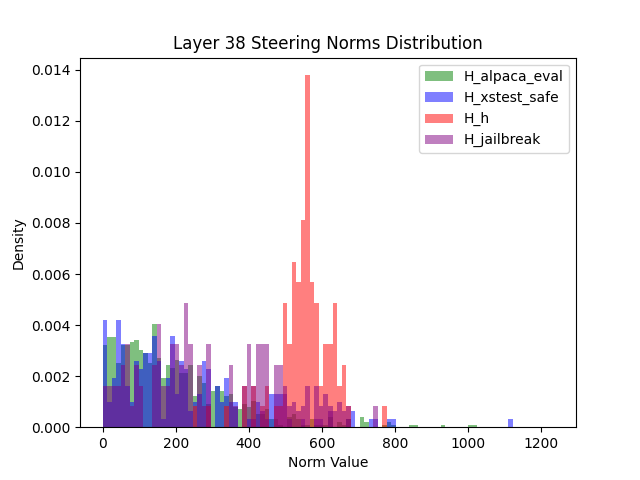 Layer 38 Steering Norms Distribution
H_alpaca_eval
H_xstest_safe
H_h
H_jailbreak
Density
0.014
0.012
0.010
0.008
0.006
0.004
0.002
0.000
0 200 400 600 800 1000 1200
Norm Value